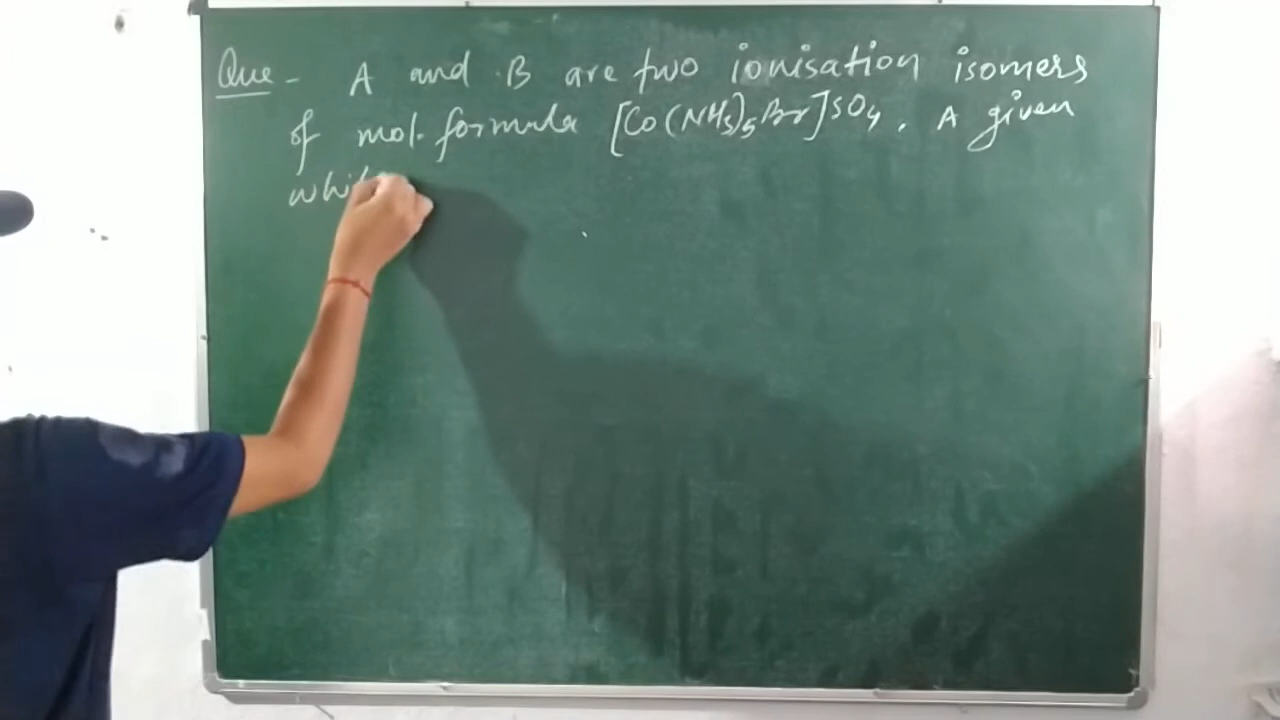 Que - A and B are two ionisation isomers
of mol. formula [Co(NH3)5Br]SO4. A given